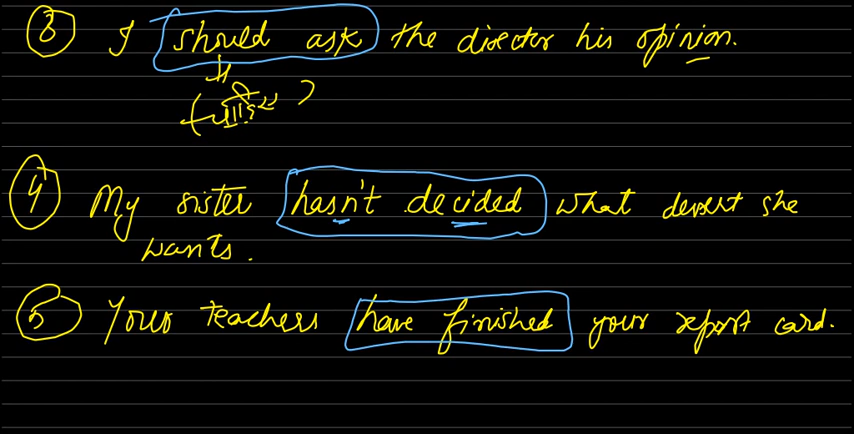 ③ I should ask the director his opinion.
④ My sister hasn't decided what desert she
wants.
⑤ Your teachers have finished your report card.